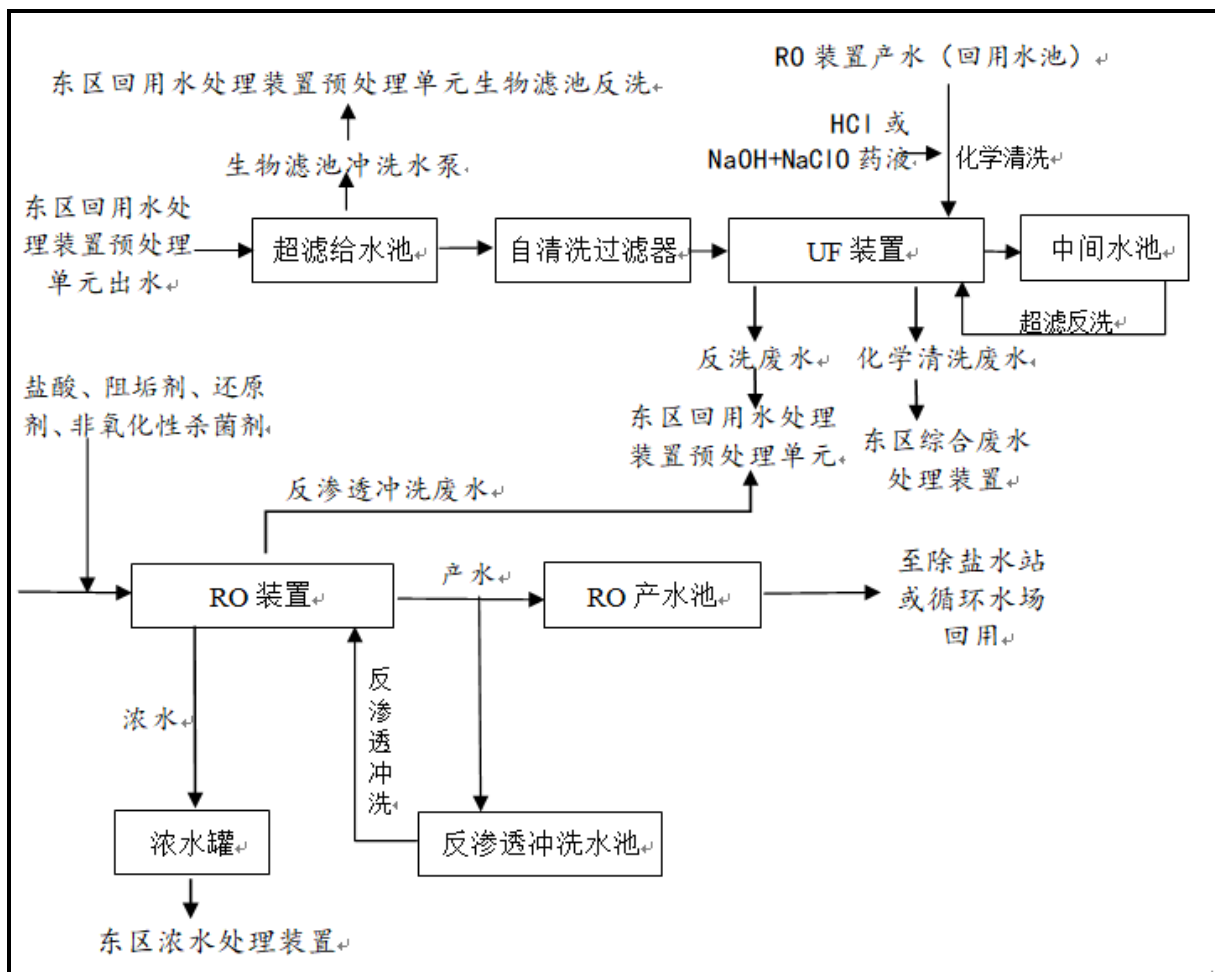 RO 装置产水（回用水池）
东区回用水处理装置预处理单元生物滤池反洗
HCl 或
NaOH+NaClO 药液
化学清洗
生物滤池冲洗水泵
东区回用水处
理装置预处理
单元出水
超滤给水池
自清洗过滤器
UF 装置
中间水池
超滤反洗
反洗废水
化学清洗废水
盐酸、阻垢剂、还原
剂、非氧化性杀菌剂
东区回用水处理
装置预处理单元
东区综合废水
处理装置
反渗透冲洗废水
RO 装置
产水
RO 产水池
至除盐水站
或循环水场
回用
浓水
反
渗
透
冲
洗
浓水罐
反渗透冲洗水池
东区浓水处理装置